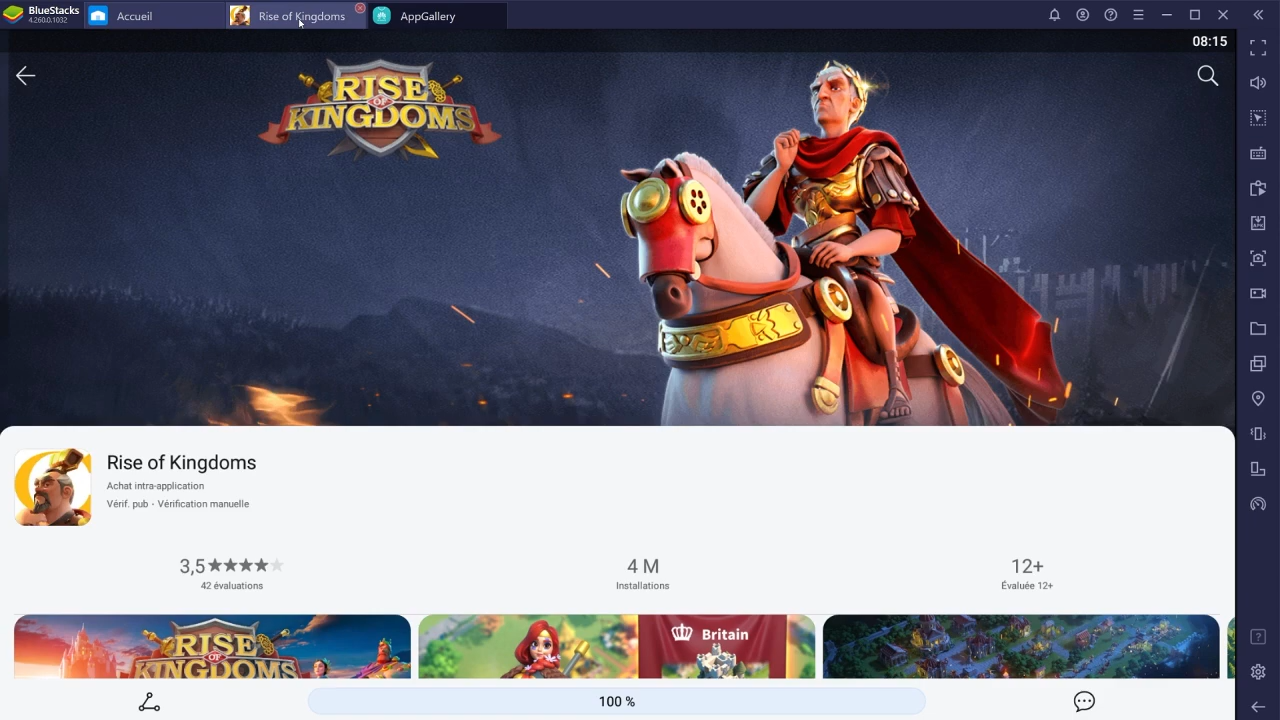 BlueStacks
4.260.0.1032
Accueil
Rise of Kingdoms
AppGallery
08:15
RISE
OF
KINGDOMS
Rise of Kingdoms
Achat intra-application
Vérif. pub · Vérification manuelle
3,5
42 évaluations
4 M
Installations
12+
Évaluée 12+
RISE
OF
KINGDOMS
Britain
100 %